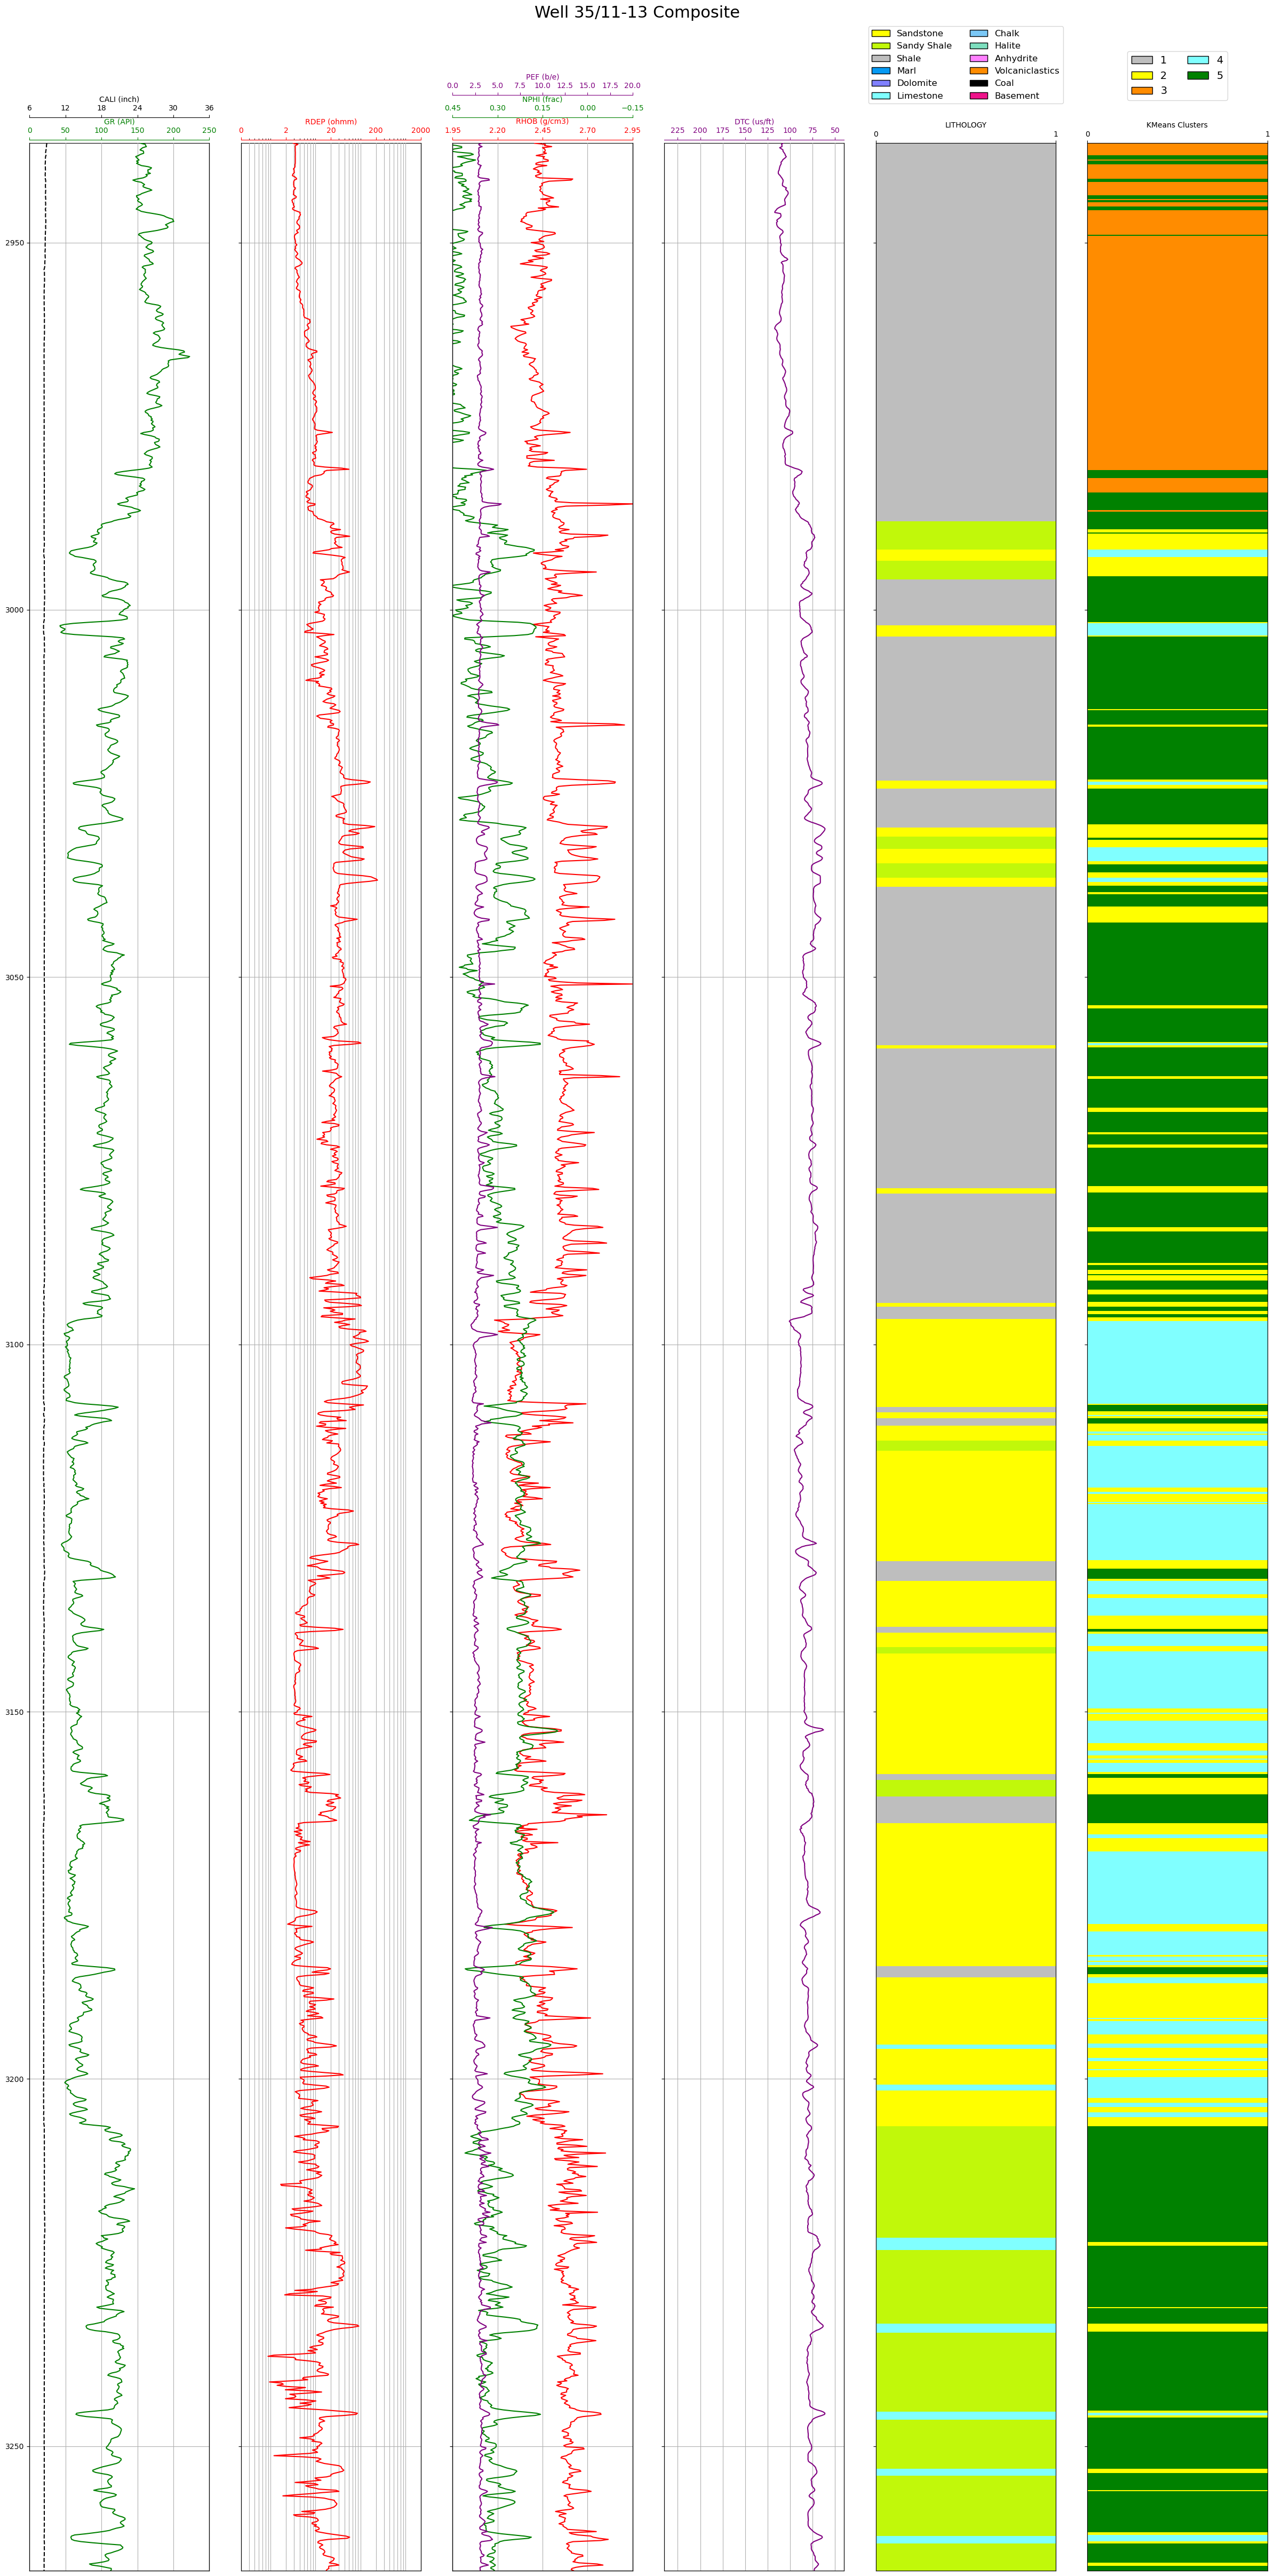 Well 35/11-13 Composite
Sandstone Chalk
Sandy Shale Halite
Shale Anhydrite
Marl Volcaniclastics
Dolomite Coal
Limestone Basement
1 4
2 5
3
PEF (b/e)
0.0 2.5 5.0 7.5 10.0 12.5 15.0 17.5 20.0
CALI (inch)
6 12 18 24 30 36
NPHI (frac)
0.45 0.30 0.15 0.00 −0.15
GR (API)
0 50 100 150 200 250
RDEP (ohmm)
0 2 20 200 2000
RHOB (g/cm3)
1.95 2.20 2.45 2.70 2.95
DTC (us/ft)
225 200 175 150 125 100 75 50
LITHOLOGY
0 1
KMeans Clusters
0 1
2950
3000
3050
3100
3150
3200
3250